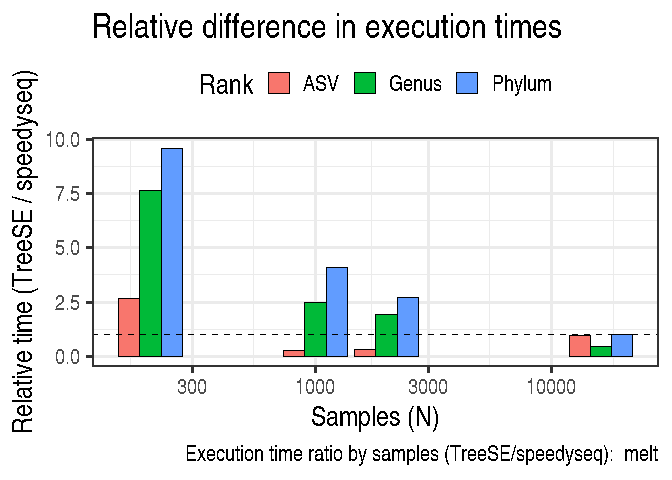 Relative difference in execution times
Rank ASV Genus Phylum
Relative time (TreeSE / speedyseq)
10.0
7.5
5.0
2.5
0.0
300 1000 3000 10000
Samples (N)
Execution time ratio by samples (TreeSE/speedyseq): melt